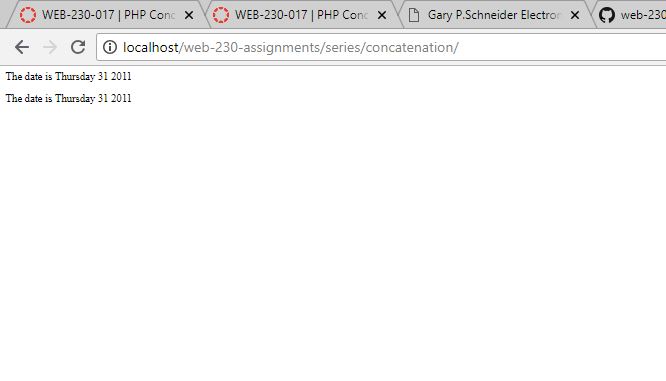 WEB-230-017 | PHP Conc
WEB-230-017 | PHP Conc
Gary P.Schneider Electron
web-230
localhost/web-230-assignments/series/concatenation/
The date is Thursday 31 2011
The date is Thursday 31 2011